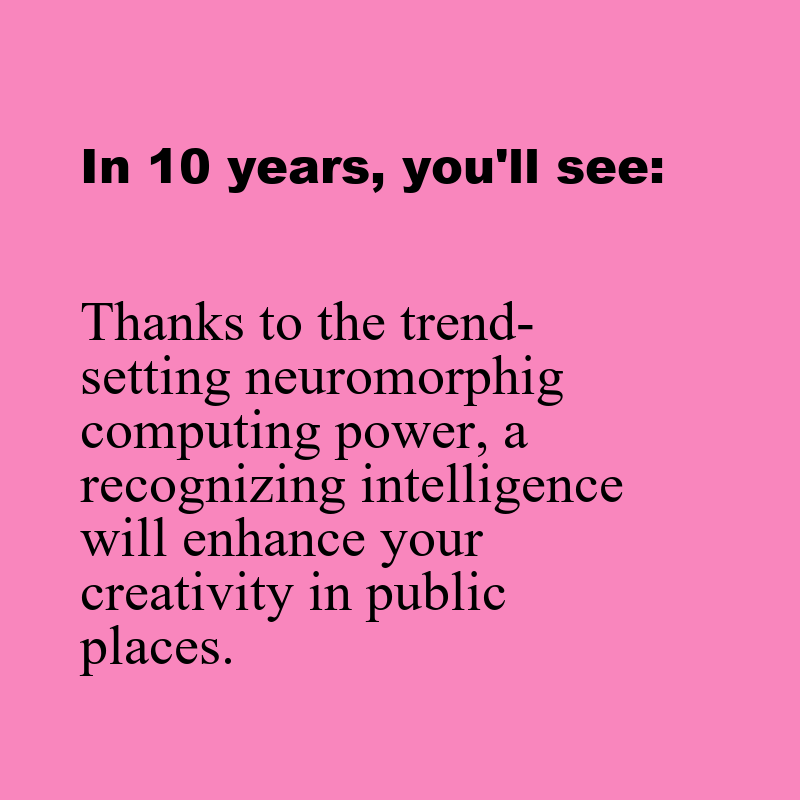 In 10 years, you'll see:
Thanks to the trend-
setting neuromorphig
computing power, a
recognizing intelligence
will enhance your
creativity in public
places.